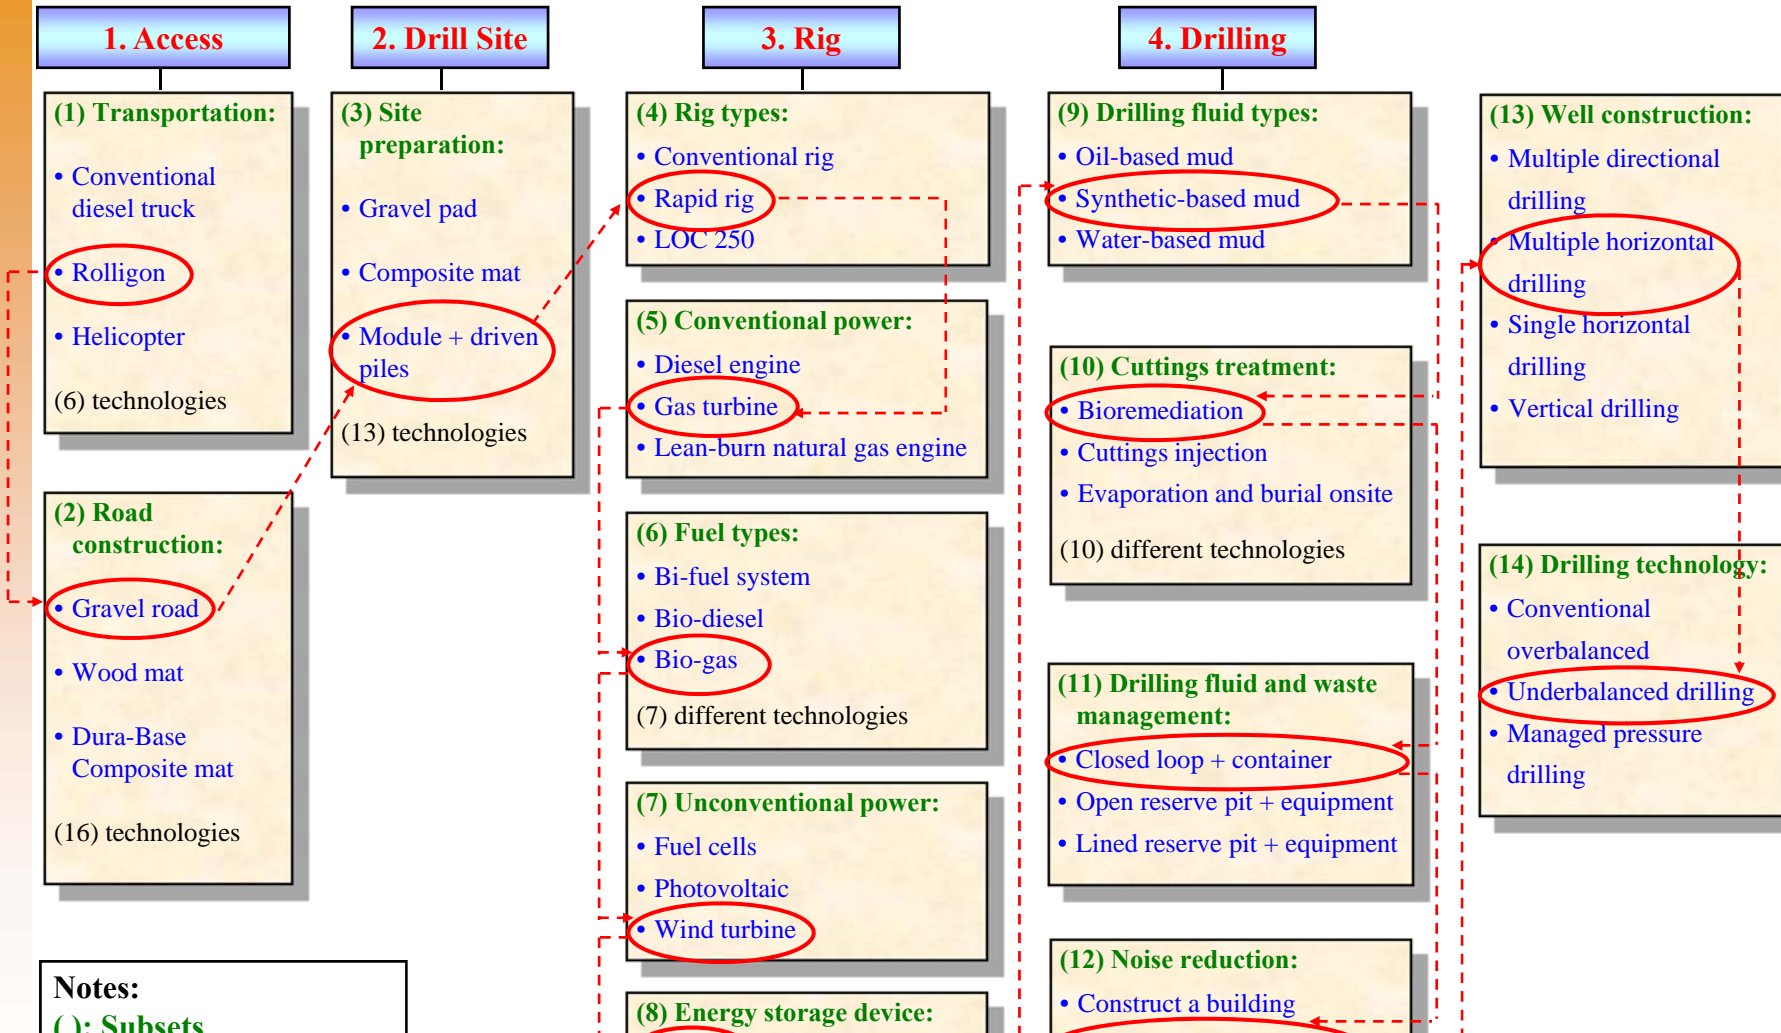 1. Access
2. Drill Site
3. Rig
4. Drilling
(1) Transportation:
• Conventional
diesel truck
• Rolligon
• Helicopter
(6) technologies
(2) Road
construction:
• Gravel road
• Wood mat
• Dura-Base
Composite mat
(16) technologies
Notes:
( ): Subsets
(3) Site
preparation:
• Gravel pad
• Composite mat
• Module + driven
piles
(13) technologies
(4) Rig types:
• Conventional rig
• Rapid rig
• LOC 250
(5) Conventional power:
• Diesel engine
• Gas turbine
• Lean-burn natural gas engine
(6) Fuel types:
• Bi-fuel system
• Bio-diesel
• Bio-gas
(7) different technologies
(7) Unconventional power:
• Fuel cells
• Photovoltaic
• Wind turbine
(8) Energy storage device:
(9) Drilling fluid types:
• Oil-based mud
• Synthetic-based mud
• Water-based mud
(10) Cuttings treatment:
• Bioremediation
• Cuttings injection
• Evaporation and burial onsite
(10) different technologies
(11) Drilling fluid and waste
management:
• Closed loop + container
• Open reserve pit + equipment
• Lined reserve pit + equipment
(12) Noise reduction:
• Construct a building
(13) Well construction:
• Multiple directional
drilling
• Multiple horizontal
drilling
• Single horizontal
drilling
• Vertical drilling
(14) Drilling technology:
• Conventional
overbalanced
• Underbalanced drilling
• Managed pressure
drilling